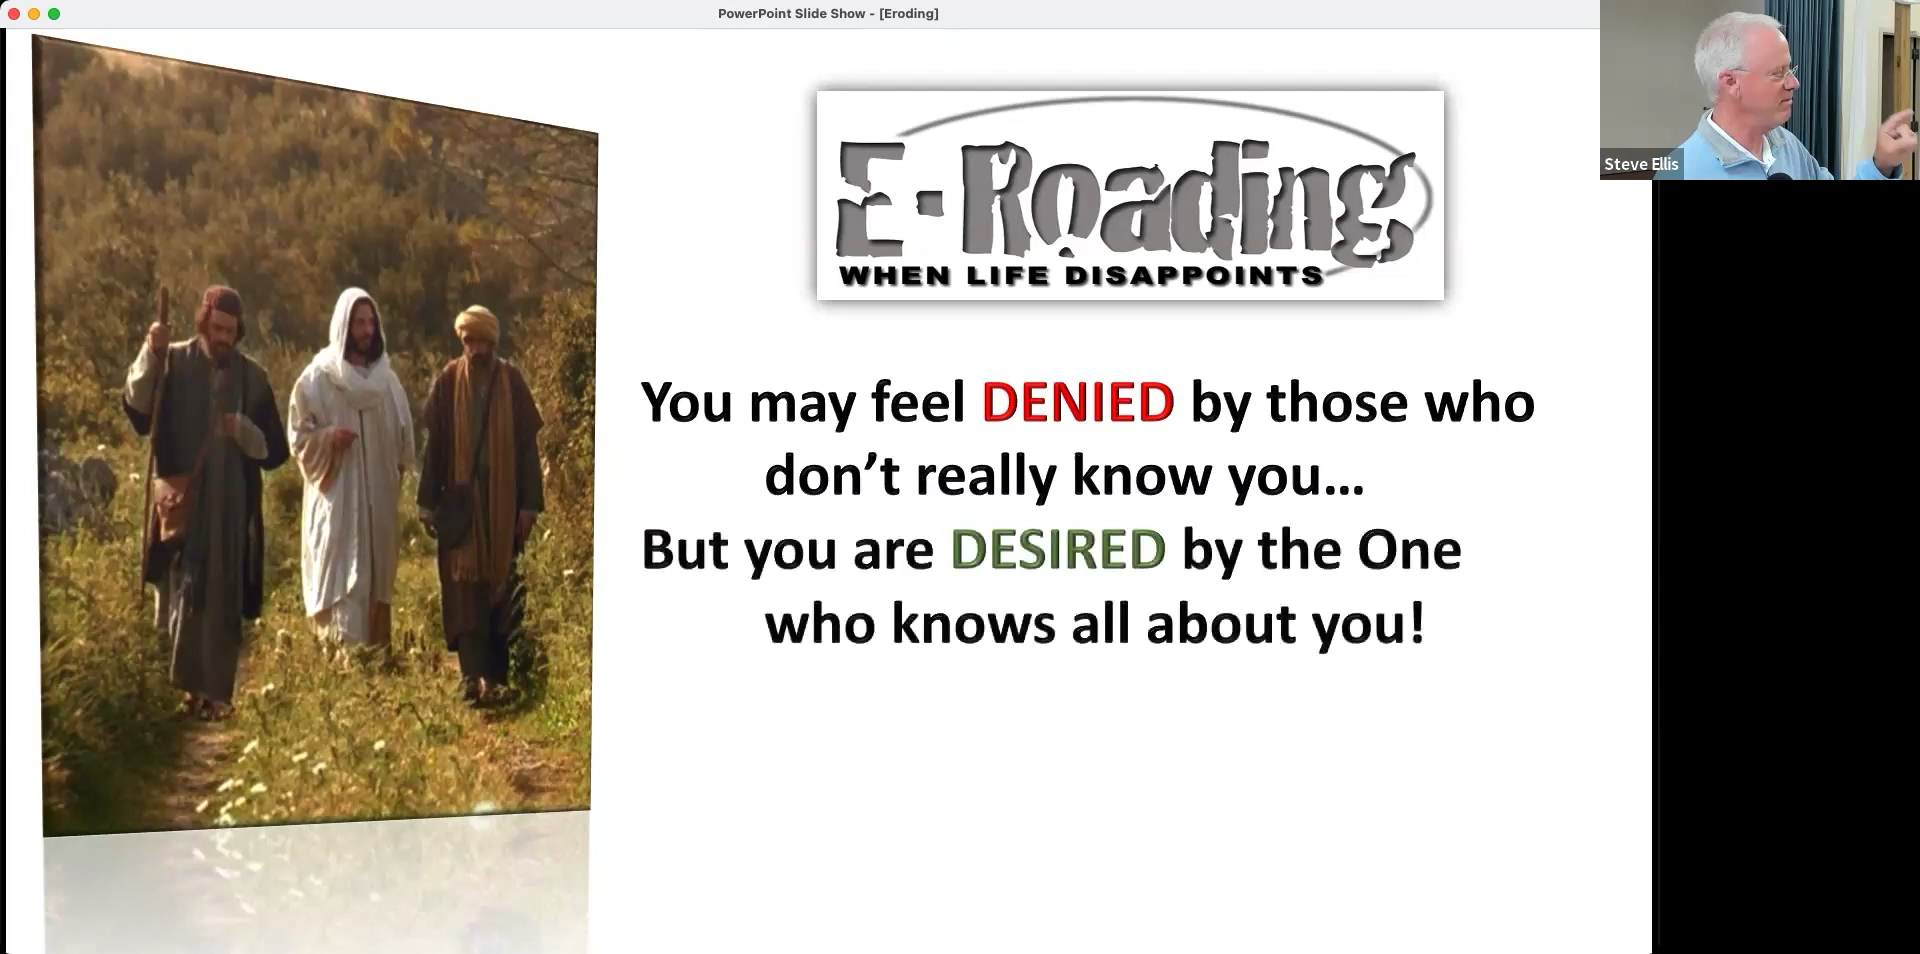 PowerPoint Slide Show - [Eroding]
Steve Ellis
E-Roading
WHEN LIFE DISAPPOINTS
You may feel DENIED by those who
don’t really know you…
But you are DESIRED by the One
who knows all about you!